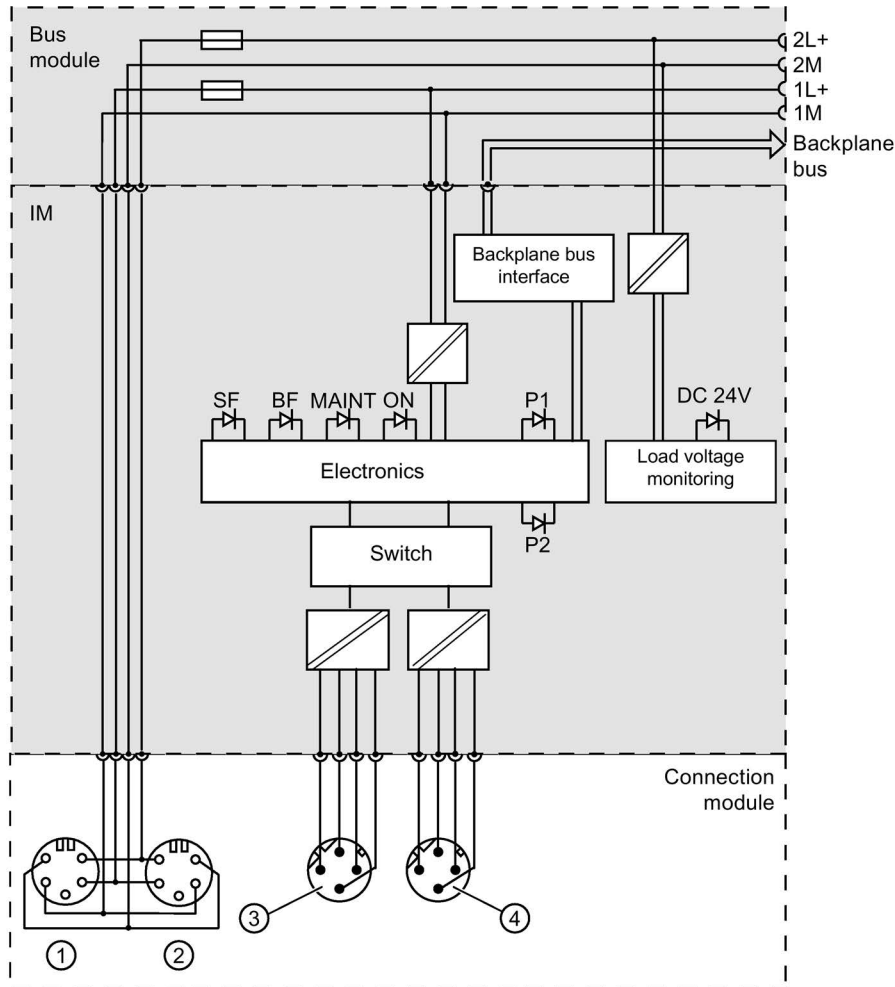 Bus
module
2L+
2M
1L+
1M
Backplane
bus
IM
Backplane bus
interface
SF
BF
MAINT
ON
P1
DC 24V
Electronics
Load voltage
monitoring
P2
Switch
Connection
module
3
4
1
2